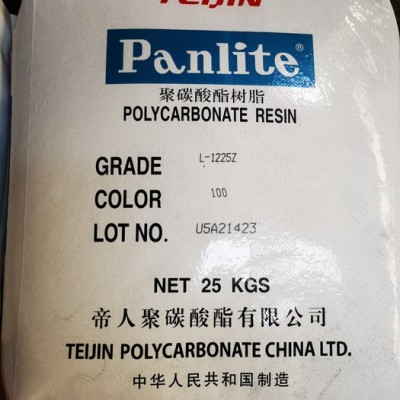 TEIJIN
Panlite®
聚碳酸酯树脂
POLYCARBONATE RESIN
GRADE L-1225Z
COLOR 100
LOT NO. U5A21423
NET 25 KGS
帝人聚碳酸酯有限公司
TEIJIN POLYCARBONATE CHINA LTD.
中华人民共和国制造